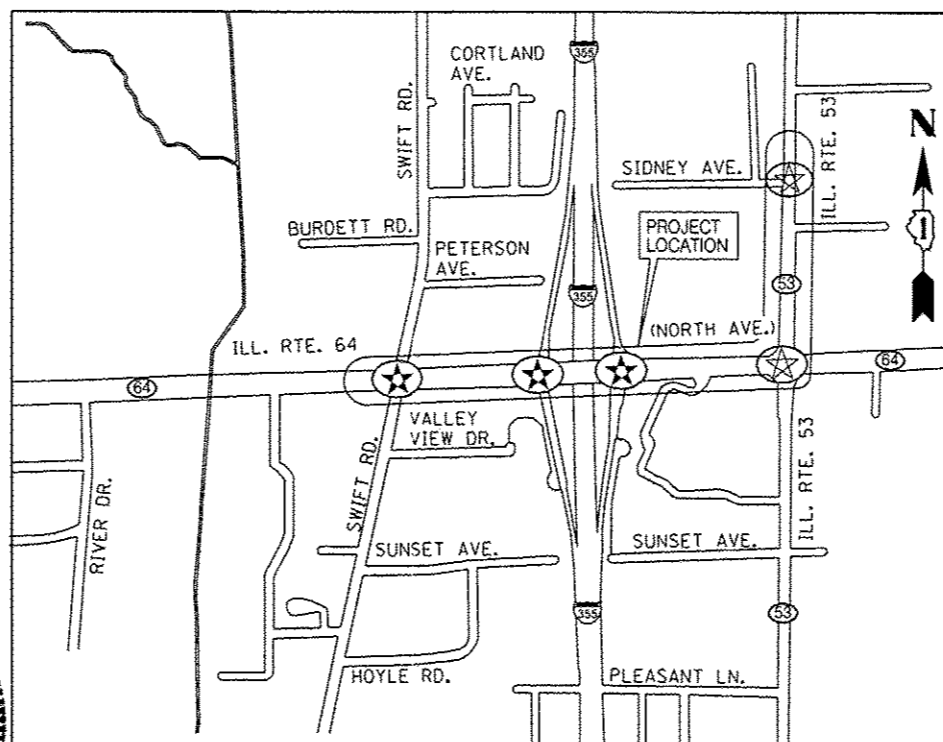 CORTLAND
AVE.
355
SWIFT RD.
ILL. RTE. 53
N
SIDNEY AVE.
BURDETT RD.
PROJECT
LOCATION
1
PETERSON
AVE.
355
53
ILL. RTE. 64
(NORTH AVE.)
64
64
VALLEY
VIEW DR.
SWIFT RD.
ILL. RTE. 53
RIVER DR.
SUNSET AVE.
SUNSET AVE.
355
53
HOYLE RD.
PLEASANT LN.